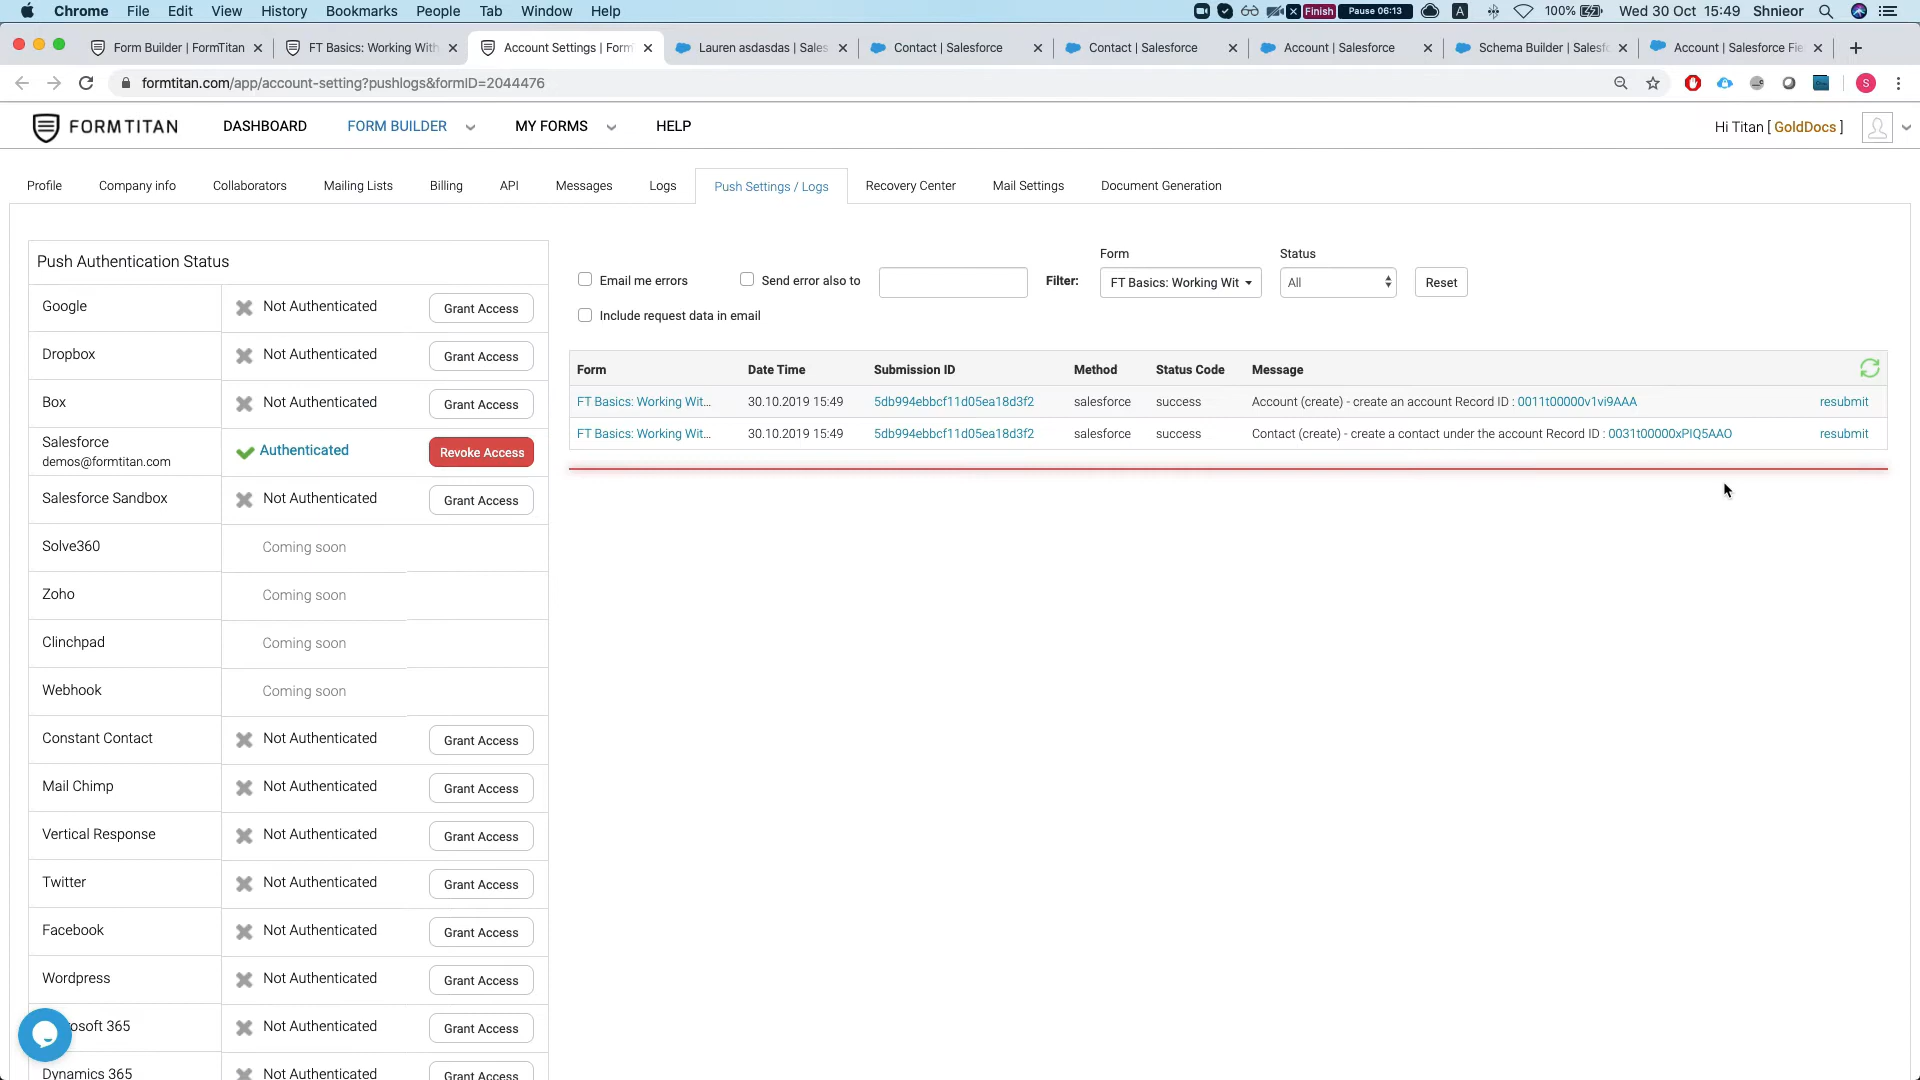 Chrome File Edit View History Bookmarks People Tab Window Help Finish Pause 06:13 A 100% Wed 30 Oct 15:49 Shnieor
Form Builder | FormTitan FT Basics: Working With Account Settings | Form Lauren asdasdas | Sales Contact | Salesforce Contact | Salesforce Account | Salesforce Schema Builder | Salesfo Account | Salesforce Fie
formtitan.com/app/account-setting?pushlogs&formID=2044476 S
FORMTITAN DASHBOARD FORM BUILDER MY FORMS HELP Hi Titan [ GoldDocs ]
Profile Company info Collaborators Mailing Lists Billing API Messages Logs Push Settings / Logs Recovery Center Mail Settings Document Generation
Push Authentication Status
Google Not Authenticated Grant Access
Dropbox Not Authenticated Grant Access
Box Not Authenticated Grant Access
Salesforce
demos@formtitan.com Authenticated Revoke Access
Salesforce Sandbox Not Authenticated Grant Access
Solve360 Coming soon
Zoho Coming soon
Clinchpad Coming soon
Webhook Coming soon
Constant Contact Not Authenticated Grant Access
Mail Chimp Not Authenticated Grant Access
Vertical Response Not Authenticated Grant Access
Twitter Not Authenticated Grant Access
Facebook Not Authenticated Grant Access
Wordpress Not Authenticated Grant Access
osoft 365 Not Authenticated Grant Access
Dynamics 365 Not Authenticated Grant Access
Form Status
Email me errors Send error also to Filter: FT Basics: Working Wit All Reset
Include request data in email
Form Date Time Submission ID Method Status Code Message
FT Basics: Working Wit... 30.10.2019 15:49 5db994ebbcf11d05ea18d3f2 salesforce success Account (create) - create an account Record ID : 0011t00000v1vi9AAA resubmit
FT Basics: Working Wit... 30.10.2019 15:49 5db994ebbcf11d05ea18d3f2 salesforce success Contact (create) - create a contact under the account Record ID : 0031t00000xPIQ5AAO resubmit